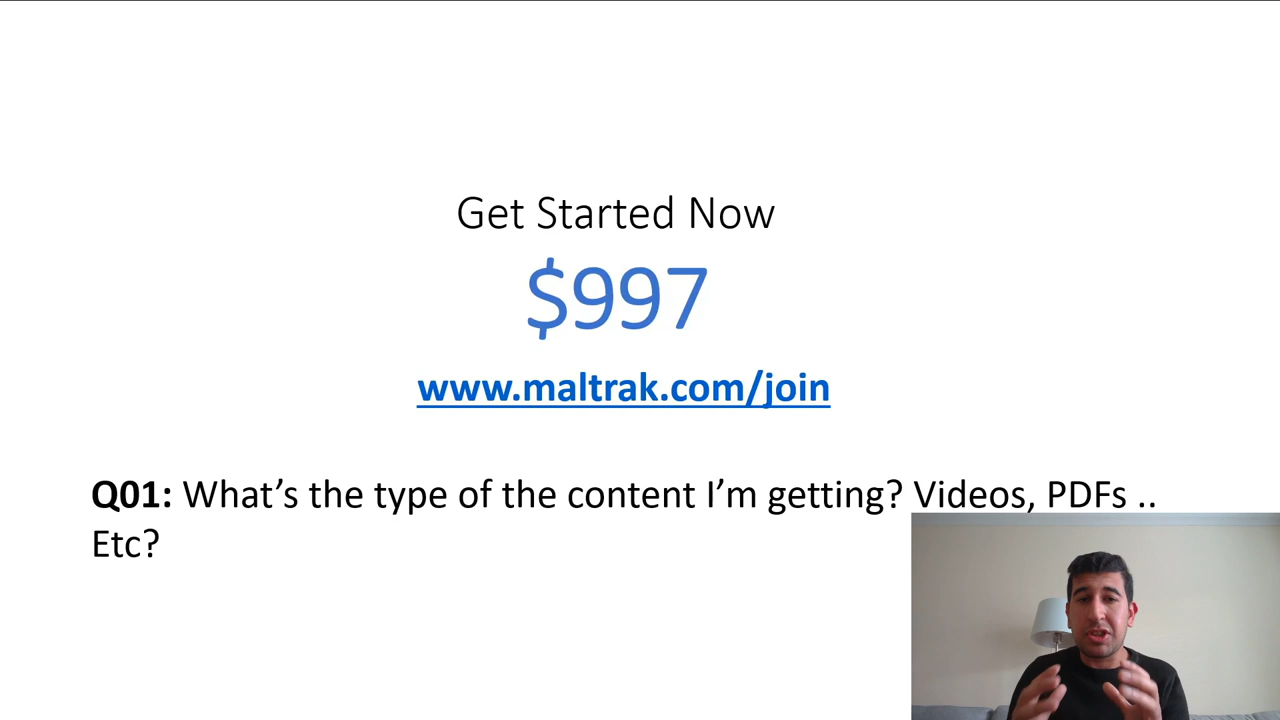 Get Started Now
$997
www.maltrak.com/join
Q01: What’s the type of the content I’m getting? Videos, PDFs ..
Etc?